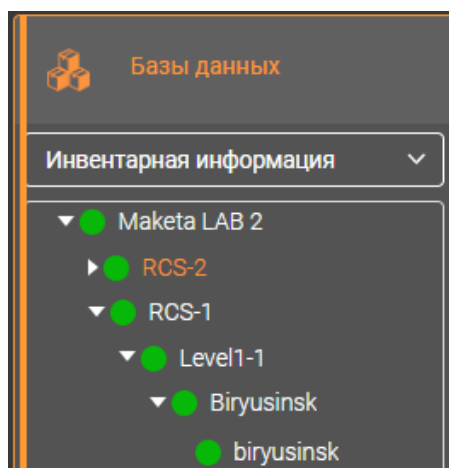 Базы данных
Инвентарная информация
Maketa LAB 2
RCS-2
RCS-1
Level1-1
Biryusinsk
biryusinsk